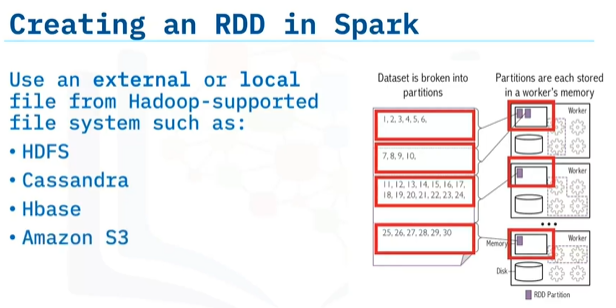 Creating an RDD in Spark
Use an external or local
file from Hadoop-supported
file system such as:
• HDFS
• Cassandra
• Hbase
• Amazon S3
Dataset is broken into
partitions
1, 2, 3, 4, 5, 6,
7, 8, 9, 10,
11, 12, 13, 14, 15, 16, 17,
18, 19, 20, 21, 22, 23, 24,
25, 26, 27, 28, 29, 30
Partitions are each stored
in a worker's memory
Worker
Worker
•••
Worker
Memory
Disk
RDD Partition